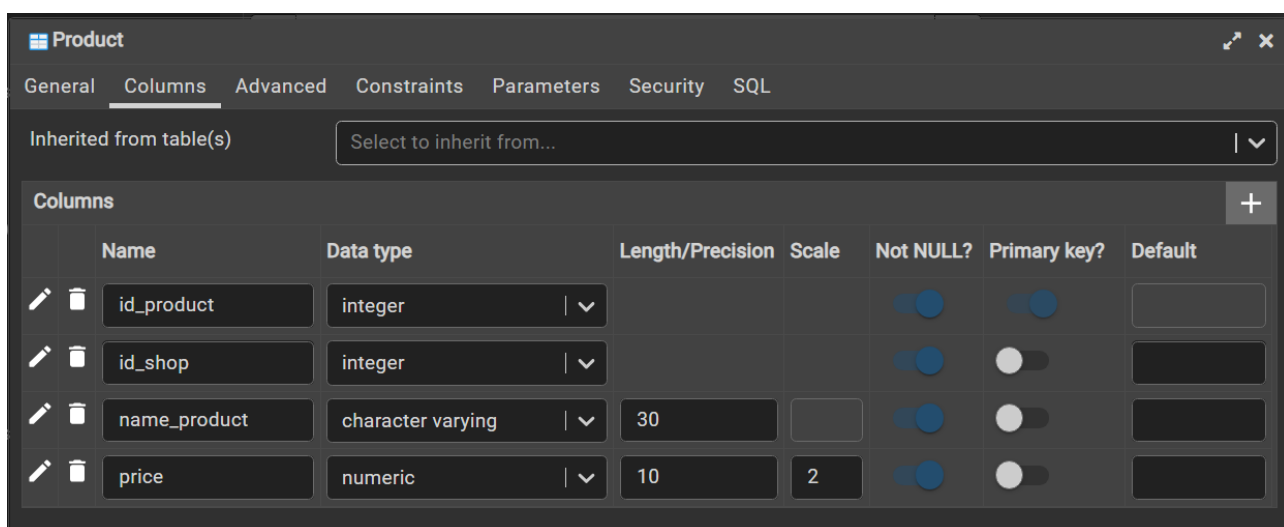 Product
General Columns Advanced Constraints Parameters Security SQL
Inherited from table(s) Select to inherit from...
Columns
Name Data type Length/Precision Scale Not NULL? Primary key? Default
id_product integer
id_shop integer
name_product character varying 30
price numeric 10 2